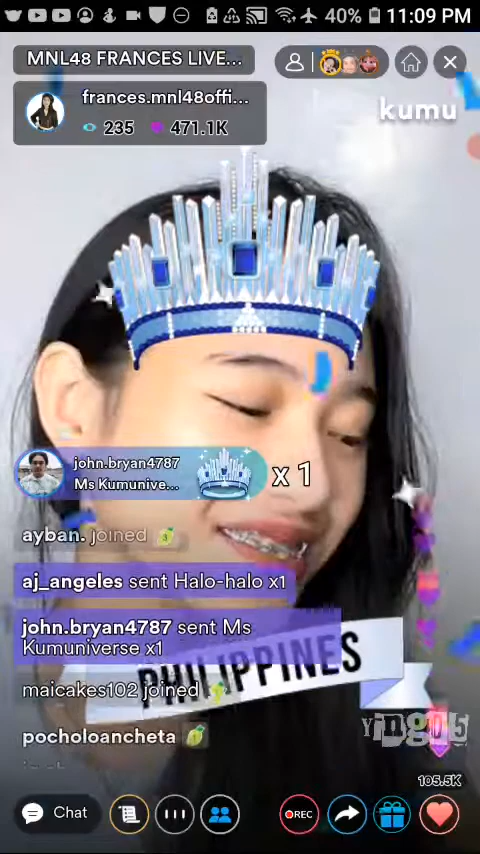 40% 11:09 PM
MNL48 FRANCES LIVE...
frances.mnl48offi...
235 471.1K
kumu
john.bryan4787
Ms Kumunive...
x 1
ayban. joined
aj_angeles sent Halo-halo x1
john.bryan4787 sent Ms
Kumuniverse x1
PHILIPPINES
maicakes102 joined
pocholoancheta
105.5K
Chat
REC